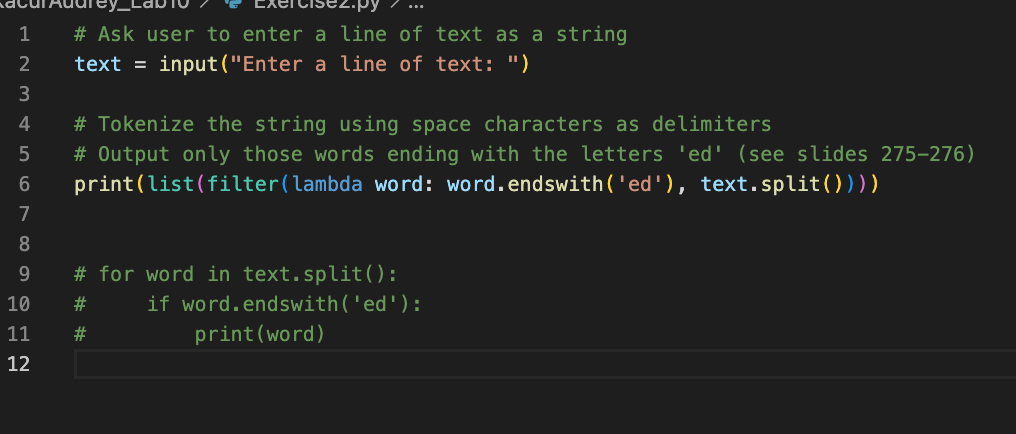 KacurAudrey_Lab10 > Exercise2.py > ...
1 # Ask user to enter a line of text as a string
2 text = input("Enter a line of text: ")
3
4 # Tokenize the string using space characters as delimiters
5 # Output only those words ending with the letters 'ed' (see slides 275-276)
6 print(list(filter(lambda word: word.endswith('ed'), text.split())))
7
8
9 # for word in text.split():
10 #     if word.endswith('ed'):
11 #         print(word)
12